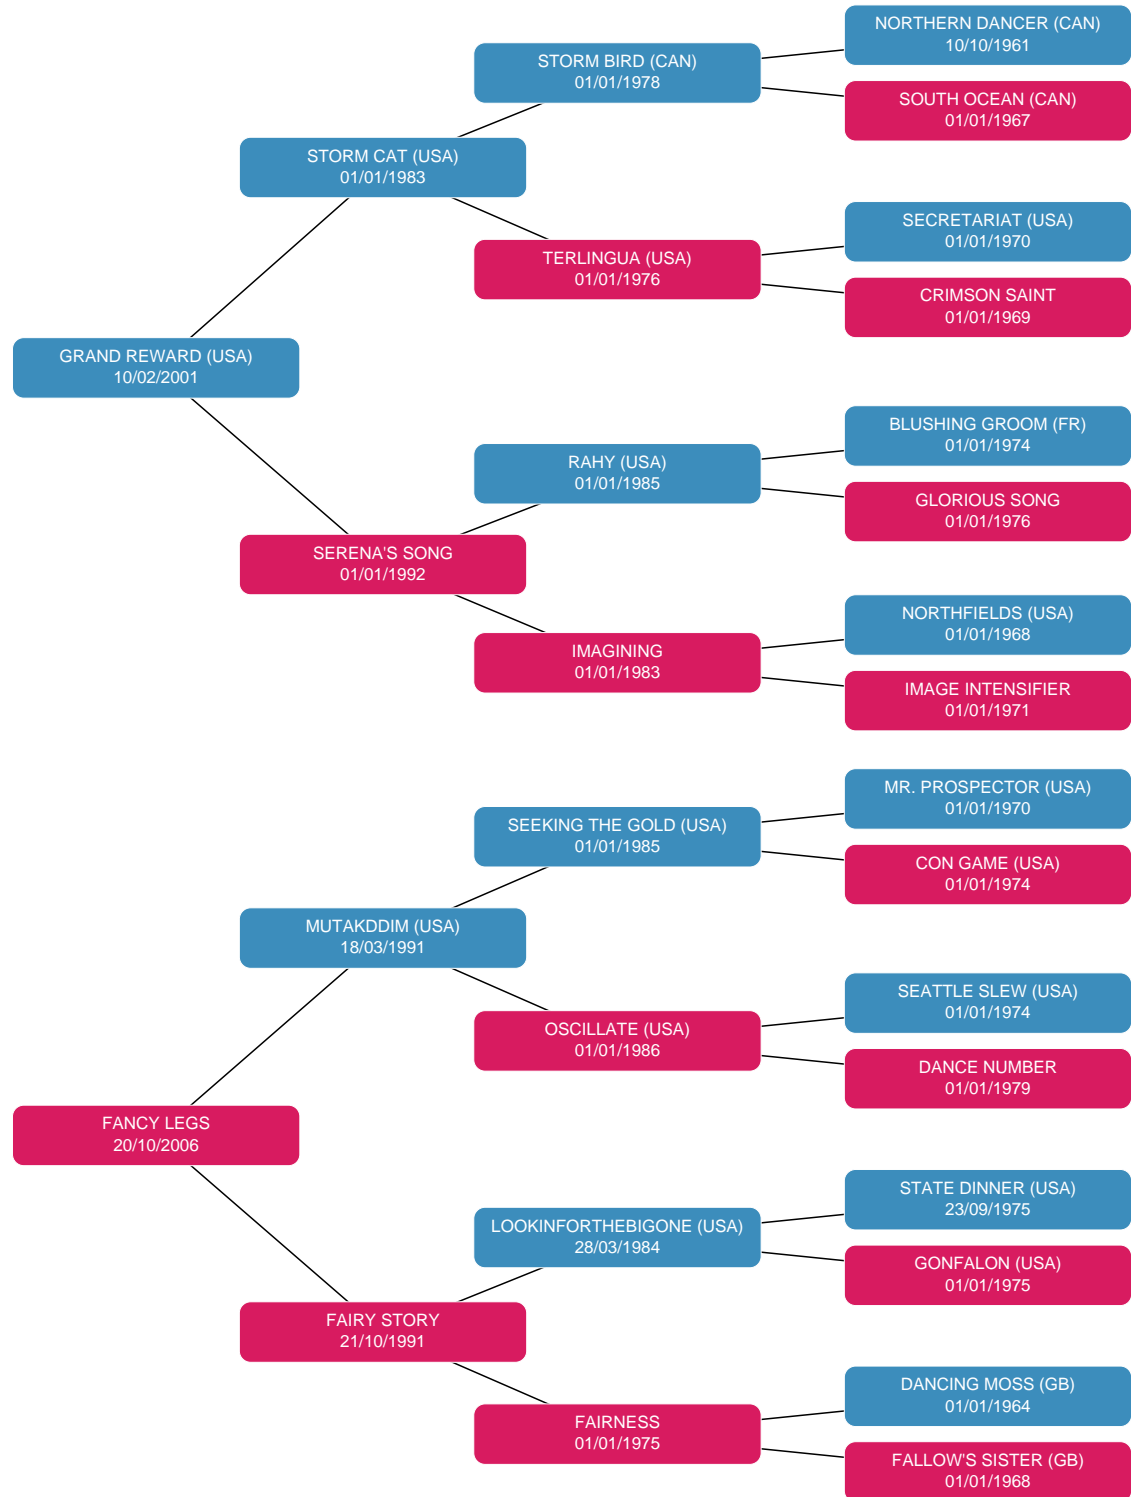 NORTHERN DANCER (CAN)
10/10/1961
STORM BIRD (CAN)
01/01/1978
SOUTH OCEAN (CAN)
01/01/1967
STORM CAT (USA)
01/01/1983
SECRETARIAT (USA)
01/01/1970
TERLINGUA (USA)
01/01/1976
CRIMSON SAINT
01/01/1969
GRAND REWARD (USA)
10/02/2001
BLUSHING GROOM (FR)
01/01/1974
RAHY (USA)
01/01/1985
GLORIOUS SONG
01/01/1976
SERENA'S SONG
01/01/1992
NORTHFIELDS (USA)
01/01/1968
IMAGINING
01/01/1983
IMAGE INTENSIFIER
01/01/1971
MR. PROSPECTOR (USA)
01/01/1970
SEEKING THE GOLD (USA)
01/01/1985
CON GAME (USA)
01/01/1974
MUTAKDDIM (USA)
18/03/1991
SEATTLE SLEW (USA)
01/01/1974
OSCILLATE (USA)
01/01/1986
DANCE NUMBER
01/01/1979
FANCY LEGS
20/10/2006
STATE DINNER (USA)
23/09/1975
LOOKINFORTHEBIGONE (USA)
28/03/1984
GONFALON (USA)
01/01/1975
FAIRY STORY
21/10/1991
DANCING MOSS (GB)
01/01/1964
FAIRNESS
01/01/1975
FALLOW'S SISTER (GB)
01/01/1968